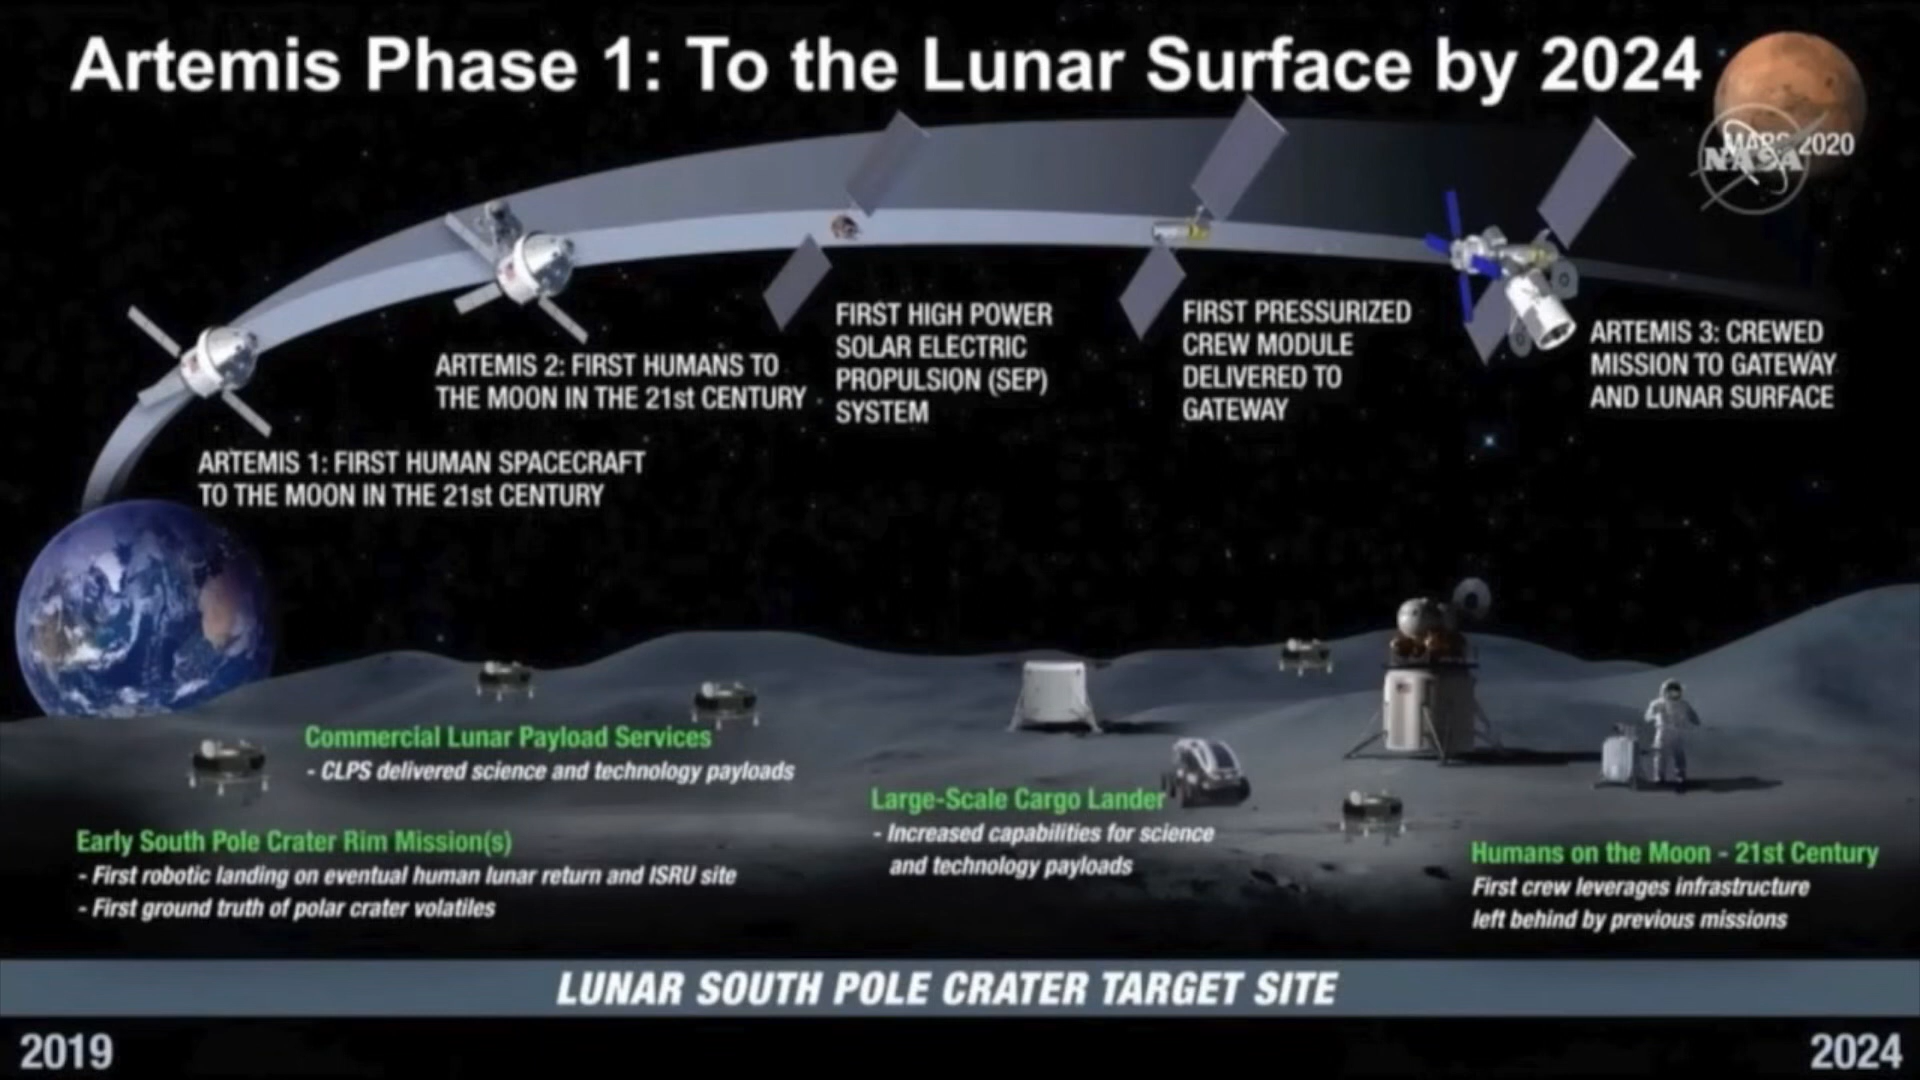 Artemis Phase 1: To the Lunar Surface by 2024
MARS 2020
NASA
FIRST HIGH POWER
SOLAR ELECTRIC
PROPULSION (SEP)
SYSTEM
FIRST PRESSURIZED
CREW MODULE
DELIVERED TO
GATEWAY
ARTEMIS 3: CREWED
MISSION TO GATEWAY
AND LUNAR SURFACE
ARTEMIS 2: FIRST HUMANS TO
THE MOON IN THE 21st CENTURY
ARTEMIS 1: FIRST HUMAN SPACECRAFT
TO THE MOON IN THE 21st CENTURY
Commercial Lunar Payload Services
- CLPS delivered science and technology payloads
Early South Pole Crater Rim Mission(s)
- First robotic landing on eventual human lunar return and ISRU site
- First ground truth of polar crater volatiles
Large-Scale Cargo Lander
- Increased capabilities for science
and technology payloads
Humans on the Moon - 21st Century
First crew leverages infrastructure
left behind by previous missions
LUNAR SOUTH POLE CRATER TARGET SITE
2019
2024